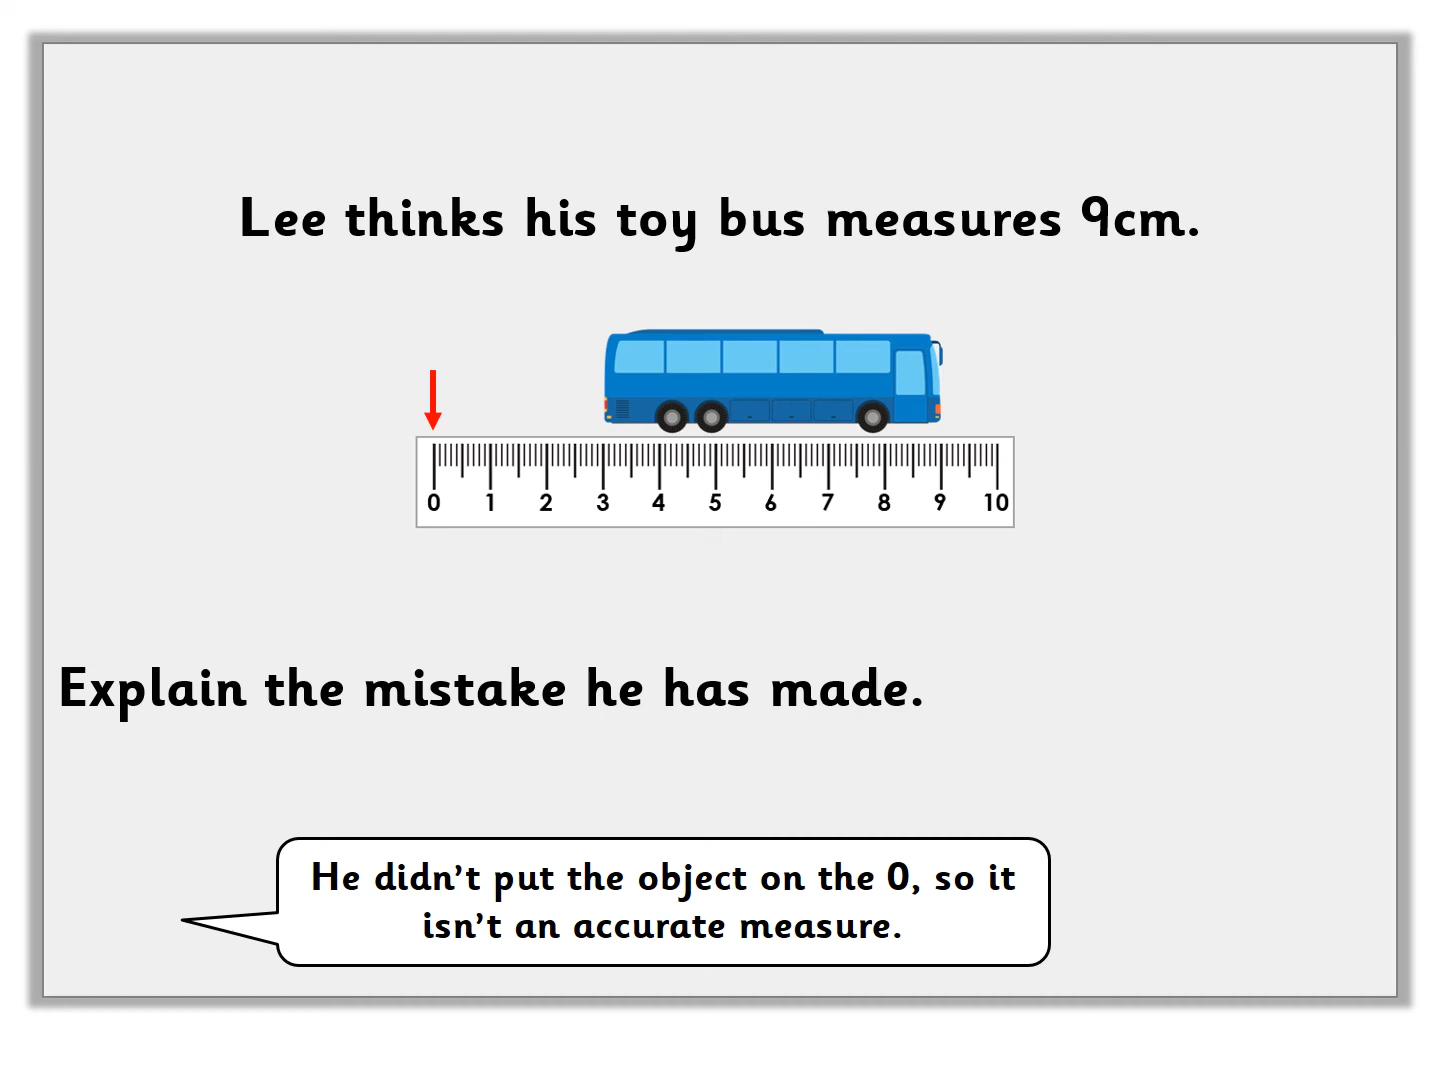 Lee thinks his toy bus measures 9cm.
0 1 2 3 4 5 6 7 8 9 10
Explain the mistake he has made.
He didn't put the object on the 0, so it
isn't an accurate measure.